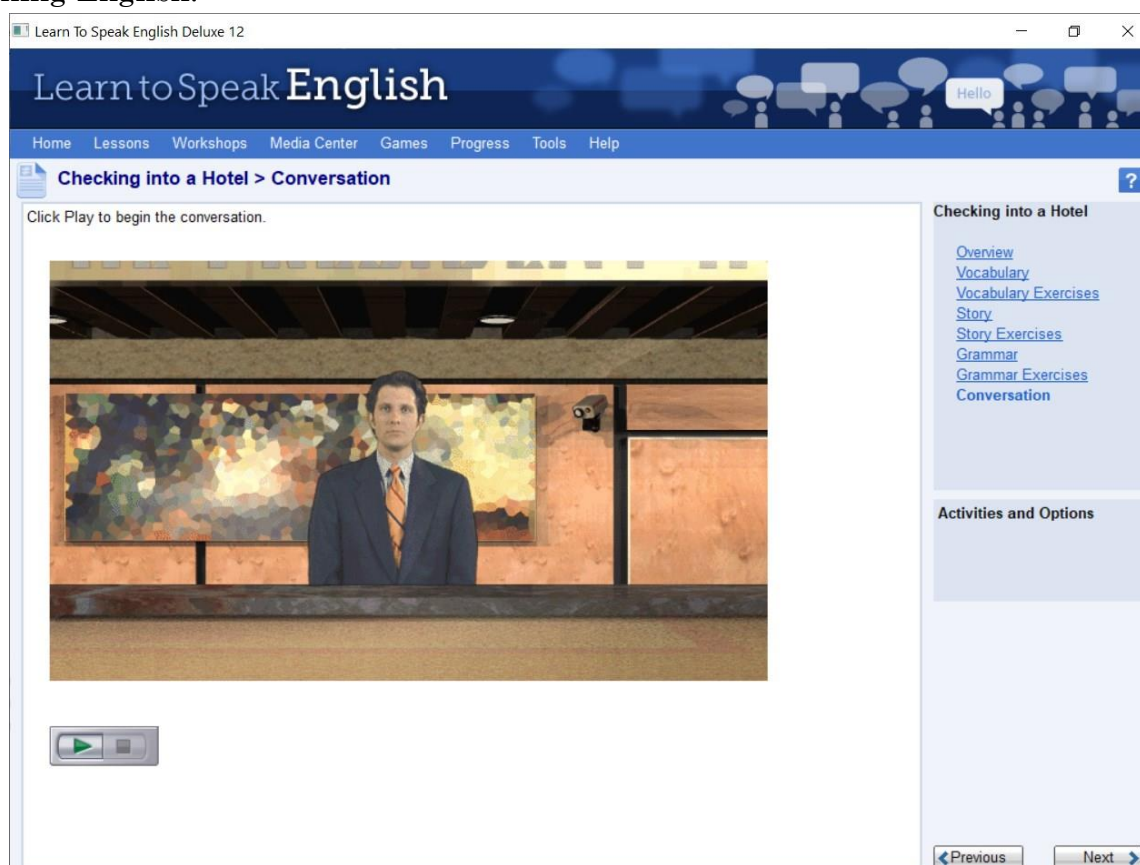 Learn To Speak English Deluxe 12
Learn to Speak English
Hello
Home Lessons Workshops Media Center Games Progress Tools Help
Checking into a Hotel > Conversation
?
Click Play to begin the conversation.
Checking into a Hotel
Overview
Vocabulary
Vocabulary Exercises
Story
Story Exercises
Grammar
Grammar Exercises
Conversation
Activities and Options
Previous Next